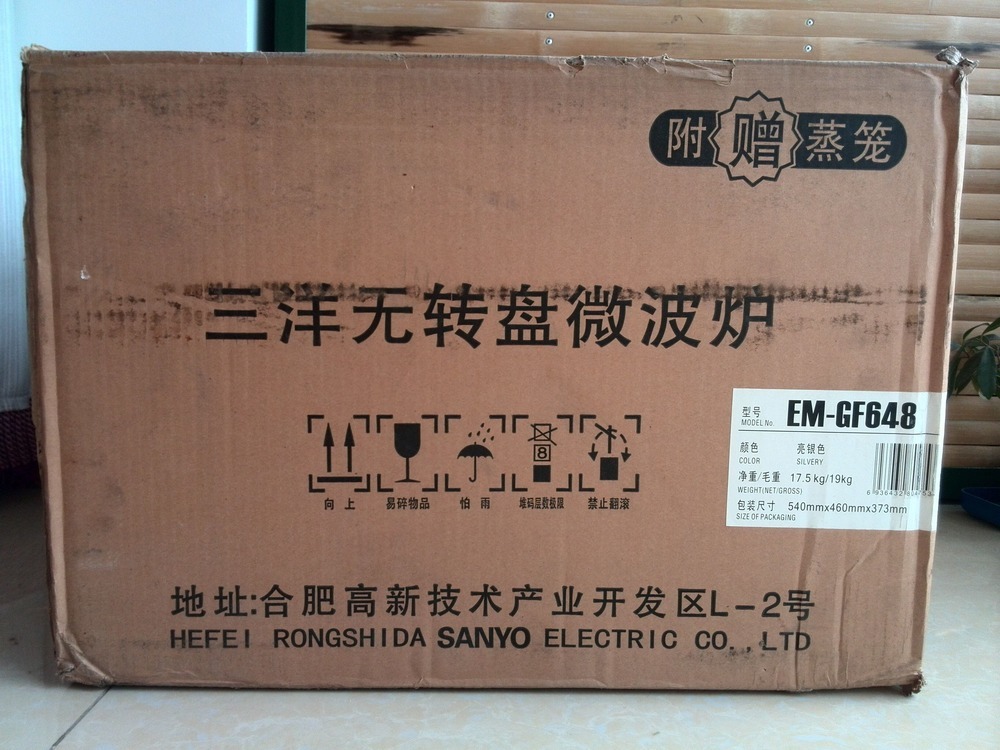 附赠蒸笼
三洋无转盘微波炉
型号 EM-GF648
MODEL No.
颜色 亮银色
COLOR SILVERY
净重/毛重 17.5kg/19kg
WEIGHT(NET/GROSS)
包装尺寸 540mmx460mmx373mm
SIZE OF PACKAGING
8
向上 易碎物品 怕雨 堆码层数极限 禁止翻滚
地址:合肥高新技术产业开发区L-2号
HEFEI RONGSHIDA SANYO ELECTRIC CO.,LTD